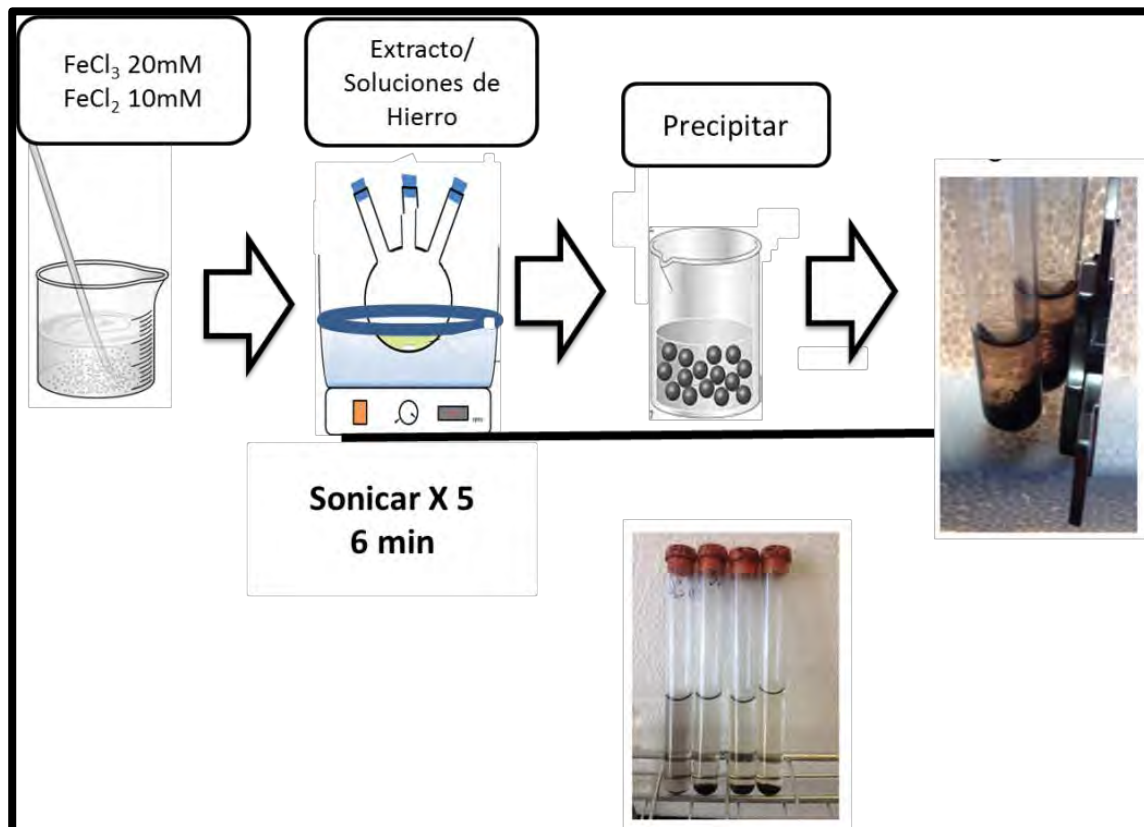 FeCl₃ 20mM
FeCl₂ 10mM
Extracto/
Soluciones de
Hierro
Precipitar
Sonicar X 5
6 min